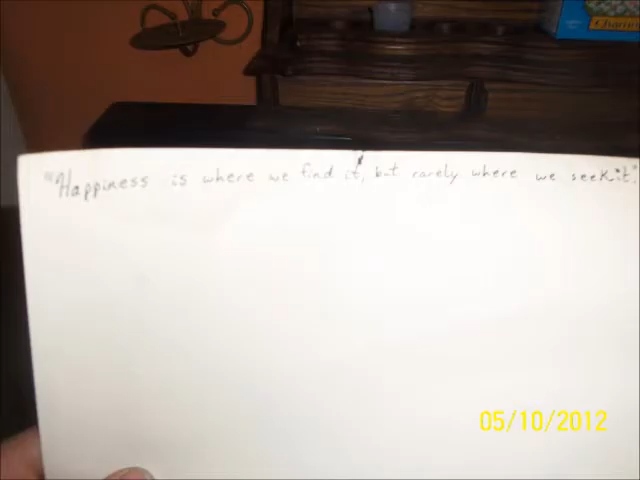 "Happiness is where we find it, but rarely where we seek it."
05/10/2012